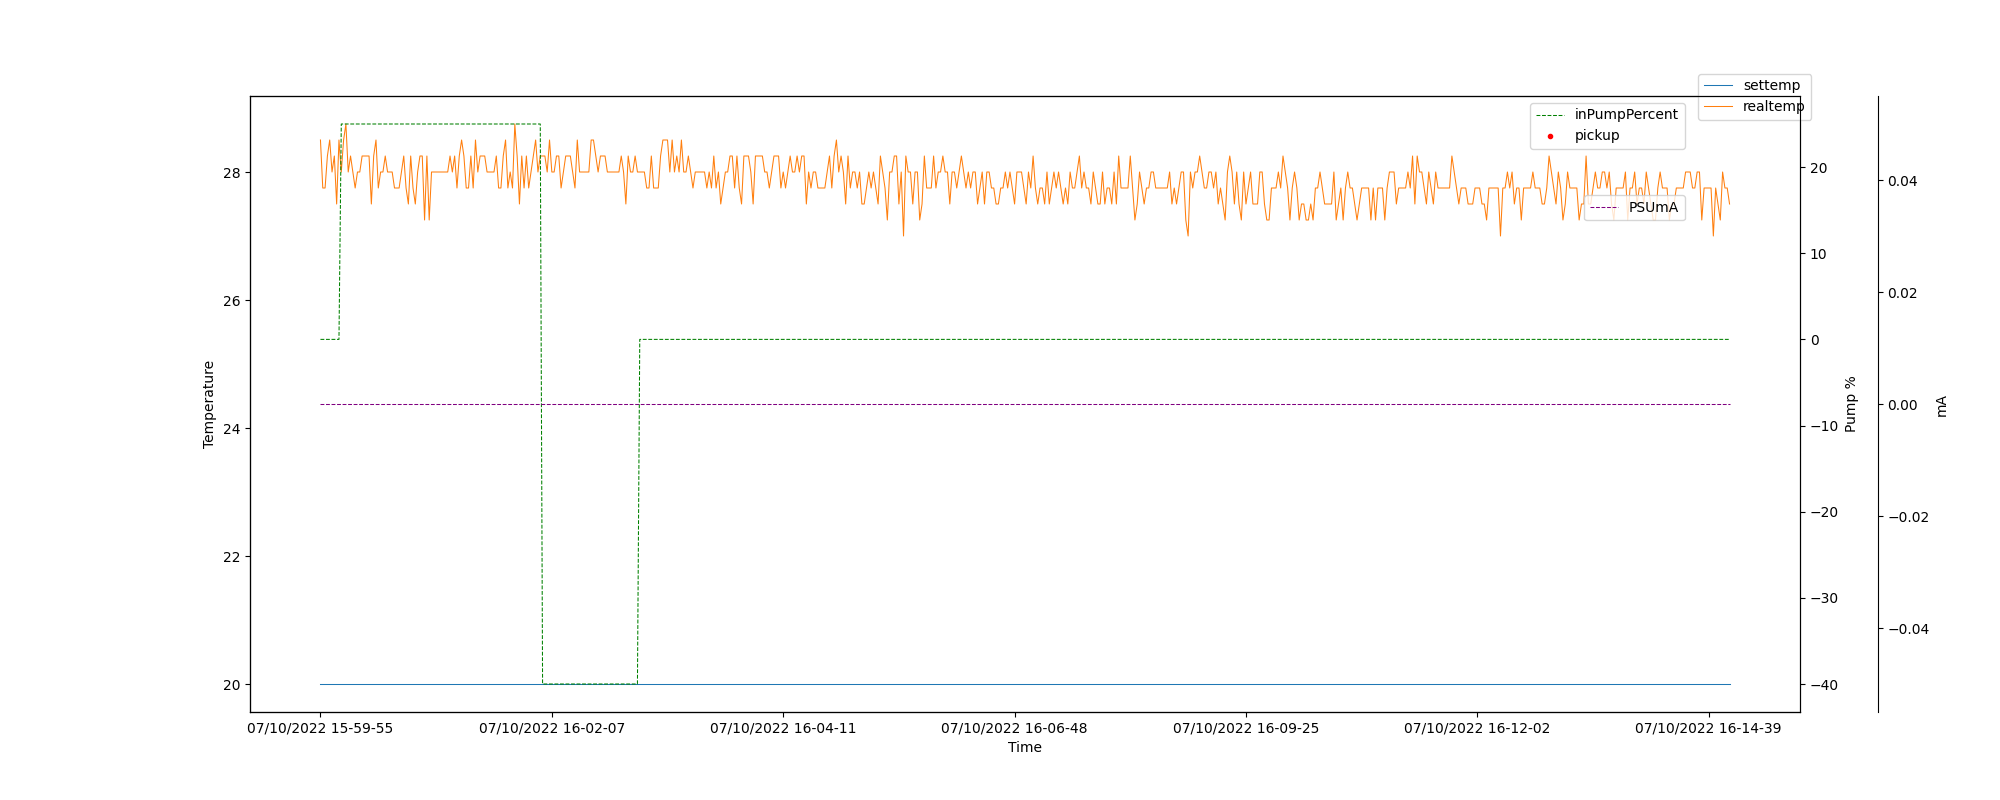 settemp
realtemp
inPumpPercent
pickup
PSUmA
28
26
24
22
20
Temperature
20
10
0
−10
−20
−30
−40
Pump %
0.04
0.02
0.00
−0.02
−0.04
mA
07/10/2022 15-59-55
07/10/2022 16-02-07
07/10/2022 16-04-11
07/10/2022 16-06-48
07/10/2022 16-09-25
07/10/2022 16-12-02
07/10/2022 16-14-39
Time